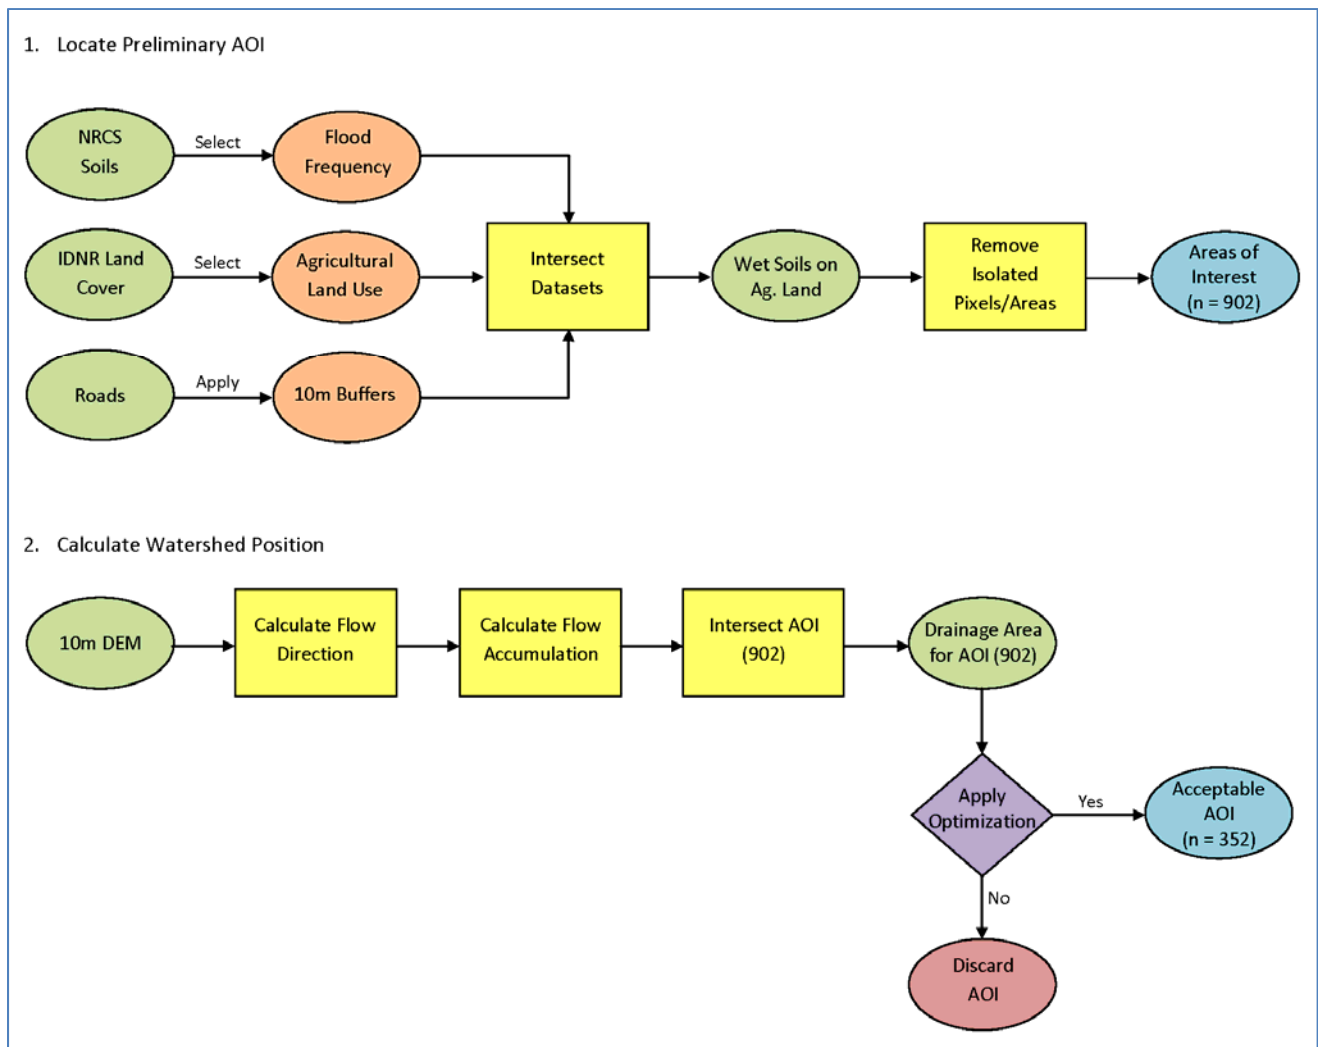 1. Locate Preliminary AOI
NRCS
Soils
Select
Flood
Frequency
IDNR Land
Cover
Select
Agricultural
Land Use
Roads
Apply
10m Buffers
Intersect
Datasets
Wet Soils on
Ag. Land
Remove
Isolated
Pixels/Areas
Areas of
Interest
(n = 902)
2. Calculate Watershed Position
10m DEM
Calculate Flow
Direction
Calculate Flow
Accumulation
Intersect AOI
(902)
Drainage Area
for AOI (902)
Apply
Optimization
Yes
Acceptable
AOI
(n = 352)
No
Discard
AOI